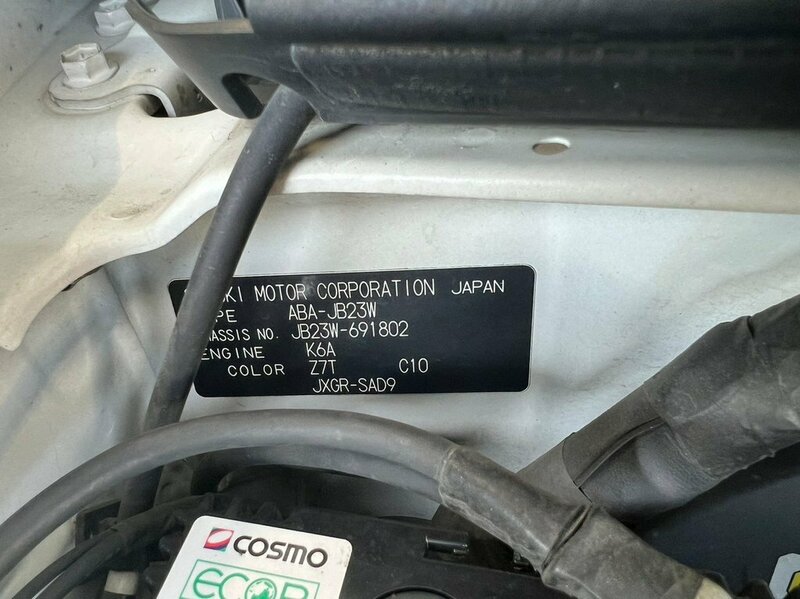 KI MOTOR CORPORATION JAPAN
PE ABA-JB23W
ASSIS NO. JB23W-691802
ENGINE K6A
COLOR Z7T C10
JXGR-SAD9
COSMO
ECOB